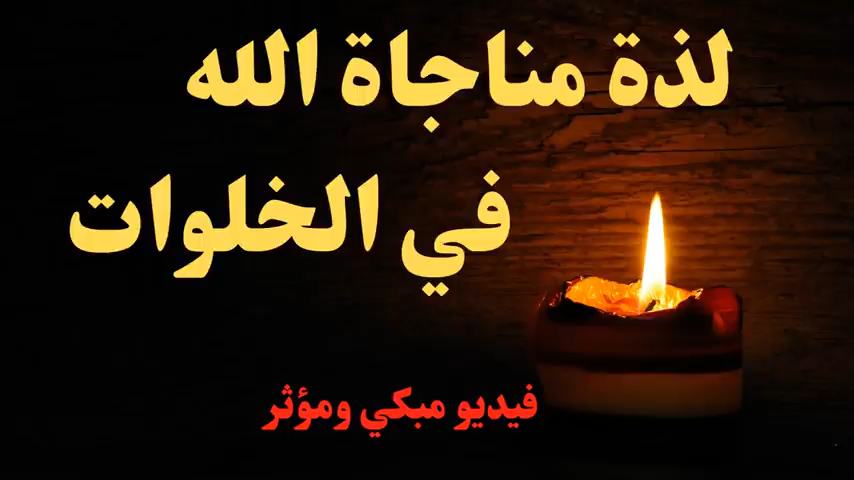 لذة مناجاة الله
في الخلوات
فيديو مبكي ومؤثر